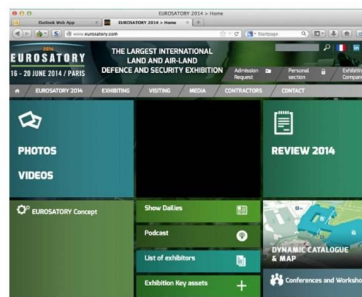 EUROSATORY 2014 > Home
Outlook Web App
EUROSATORY 2014 > Home
www.eurosatory.com
Startpage
2014
EUROSATORY
16 - 20 JUNE 2014 / PARIS
THE LARGEST INTERNATIONAL
LAND AND AIR-LAND
DEFENCE AND SECURITY EXHIBITION
Admission
Request
Personal
section
EUROSATORY 2014
EXHIBITING
VISITING
MEDIA
CONTRACTORS
CONTACT
PHOTOS
VIDEOS
REVIEW 2014
EUROSATORY Concept
Show Dailies
Podcast
List of exhibitors
Exhibition Key assets
DYNAMIC CATALOGUE
& MAP
Conferences and Worksho